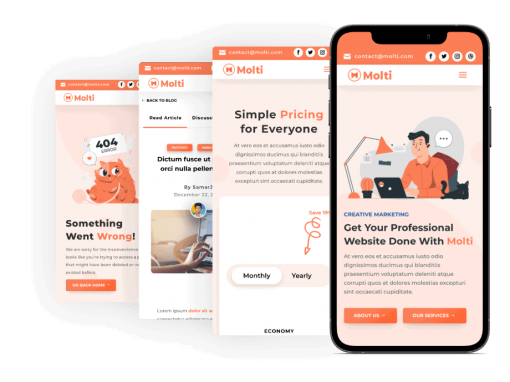 contact@molti.com
Molti
404
ERROR
Something
Went Wrong!
We are sorry for the inconvenience
looks like you're trying to access a p
that might have been deleted or ne
existed before.
GO BACK HOME
contact@molti.com
Molti
BACK TO BLOG
Read Article
Discuss
Dictum fusce ut
orci nulla pellen
By SamarJ
December 22, 2
Lorem ipsum dolor sit a
contact@molti.com
Molti
Simple Pricing
for Everyone
At vero eos et accusamus iusto odio
dignissimos ducimus qui blanditiis
praesentium voluptatum deleniti atque
corrupti quos et dolores molestias
excepturi sint occaecati cupiditate.
Save 15%
Monthly
Yearly
ECONOMY
contact@molti.com
Molti
CREATIVE MARKETING
Get Your Professional
Website Done With Molti
At vero eos et accusamus iusto odio
dignissimos ducimus qui blanditiis
praesentium voluptatum deleniti atque
corrupti quos et dolores molestias excepturi
sint occaecati cupiditate.
ABOUT US
OUR SERVICES